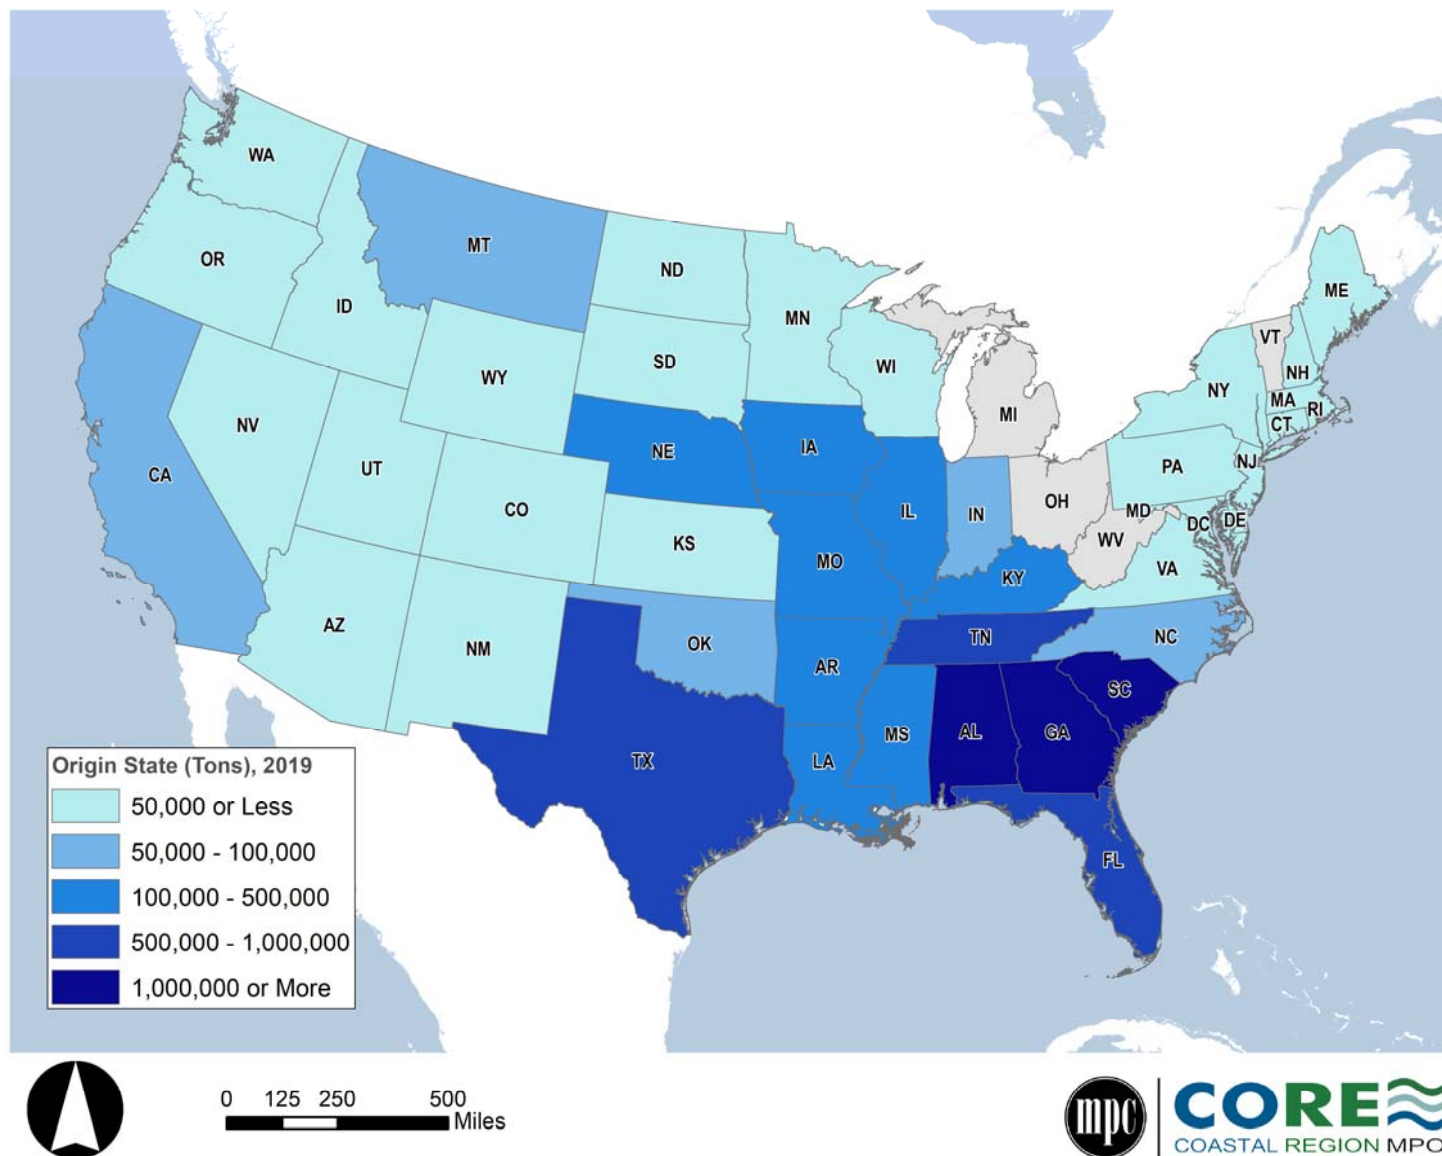 WA
MT
ND
OR
ME
ID
MN
VT
SD
WI
WY
NH
NY
MA
RI
MI
CT
NV
NE
IA
CA
UT
PA
NJ
OH
CO
IL
IN
MD
DC
DE
WV
KS
MO
KY
VA
AZ
TN
NC
OK
NM
AR
SC
MS
AL
GA
TX
LA
FL
Origin State (Tons), 2019
50,000 or Less
50,000 - 100,000
100,000 - 500,000
500,000 - 1,000,000
1,000,000 or More
0 125 250 500
Miles
mpc
CORE
COASTAL REGION MPO